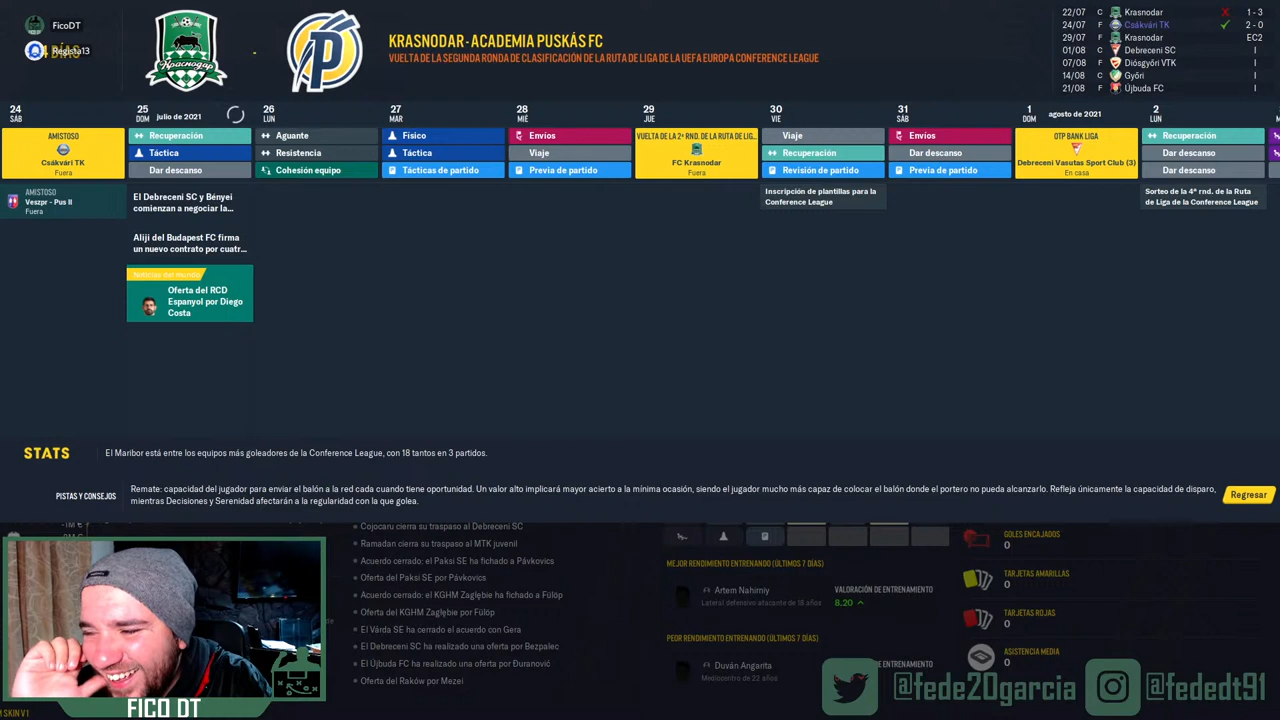 FicoDT
Regista13
DÍAS
Краснодар
KRASNODAR - ACADEMIA PUSKÁS FC
VUELTA DE LA SEGUNDA RONDA DE CLASIFICACIÓN DE LA RUTA DE LIGA DE LA UEFA EUROPA CONFERENCE LEAGUE
22/07 C Krasnodar 1 - 3
24/07 F Csákvári TK 2 - 0
29/07 F Krasnodar EC2
01/08 C Debreceni SC I
07/08 F Diósgyőri VTK I
14/08 C Győri I
21/08 F Újbuda FC I
24 SÁB
25 DOM julio de 2021
26 LUN
27 MAR
28 MIÉ
29 JUE
30 VIE
31 SÁB
1 DOM agosto de 2021
2 LUN
AMISTOSO
Csákvári TK
Fuera
Recuperación
Táctica
Dar descanso
Aguante
Resistencia
Cohesión equipo
Físico
Táctica
Tácticas de partido
Envíos
Viaje
Previa de partido
VUELTA DE LA 2ª RND. DE LA RUTA DE LIG...
FC Krasnodar
Fuera
Viaje
Recuperación
Revisión de partido
Envíos
Dar descanso
Previa de partido
OTP BANK LIGA
Debreceni Vasutas Sport Club (3)
En casa
Recuperación
Dar descanso
Dar descanso
AMISTOSO
Veszpr - Pus II
Fuera
El Debreceni SC y Bényei
comienzan a negociar la...
Aliji del Budapest FC firma
un nuevo contrato por cuatr...
Noticias del mundo
Oferta del RCD
Espanyol por Diego
Costa
Inscripción de plantillas para la
Conference League
Sorteo de la 4ª rnd. de la Ruta
de Liga de la Conference League
STATS
El Maribor está entre los equipos más goleadores de la Conference League, con 18 tantos en 3 partidos.
PISTAS Y CONSEJOS
Remate: capacidad del jugador para enviar el balón a la red cada cuando tiene oportunidad. Un valor alto implicará mayor acierto a la mínima ocasión, siendo el jugador mucho más capaz de colocar el balón donde el portero no pueda alcanzarlo. Refleja únicamente la capacidad de disparo,
mientras Decisiones y Serenidad afectarán a la regularidad con la que golea.
Regresar
-1M €
Cojocaru cierra su traspaso al Debreceni SC
Ramadan cierra su traspaso al MTK juvenil
Acuerdo cerrado: el Paksi SE ha fichado a Pávkovics
Oferta del Paksi SE por Pávkovics
Acuerdo cerrado: el KGHM Zagłębie ha fichado a Fülöp
Oferta del KGHM Zagłębie por Fülöp
El Várda SE ha cerrado el acuerdo con Gera
El Debreceni SC ha realizado una oferta por Bezpalec
El Újbuda FC ha realizado una oferta por Đuranović
Oferta del Raków por Mezei
MEJOR RENDIMIENTO ENTRENANDO (ÚLTIMOS 7 DÍAS)
Artem Nahirniy
Lateral defensivo atacante de 18 años
VALORACIÓN DE ENTRENAMIENTO
8.20
PEOR RENDIMIENTO ENTRENANDO (ÚLTIMOS 7 DÍAS)
Duván Angarita
Mediocentro de 22 años
DE ENTRENAMIENTO
GOLES ENCAJADOS
0
TARJETAS AMARILLAS
0
TARJETAS ROJAS
0
ASISTENCIA MEDIA
0
@fede20garcia
@fededt91
FICO DT
SKIN V1